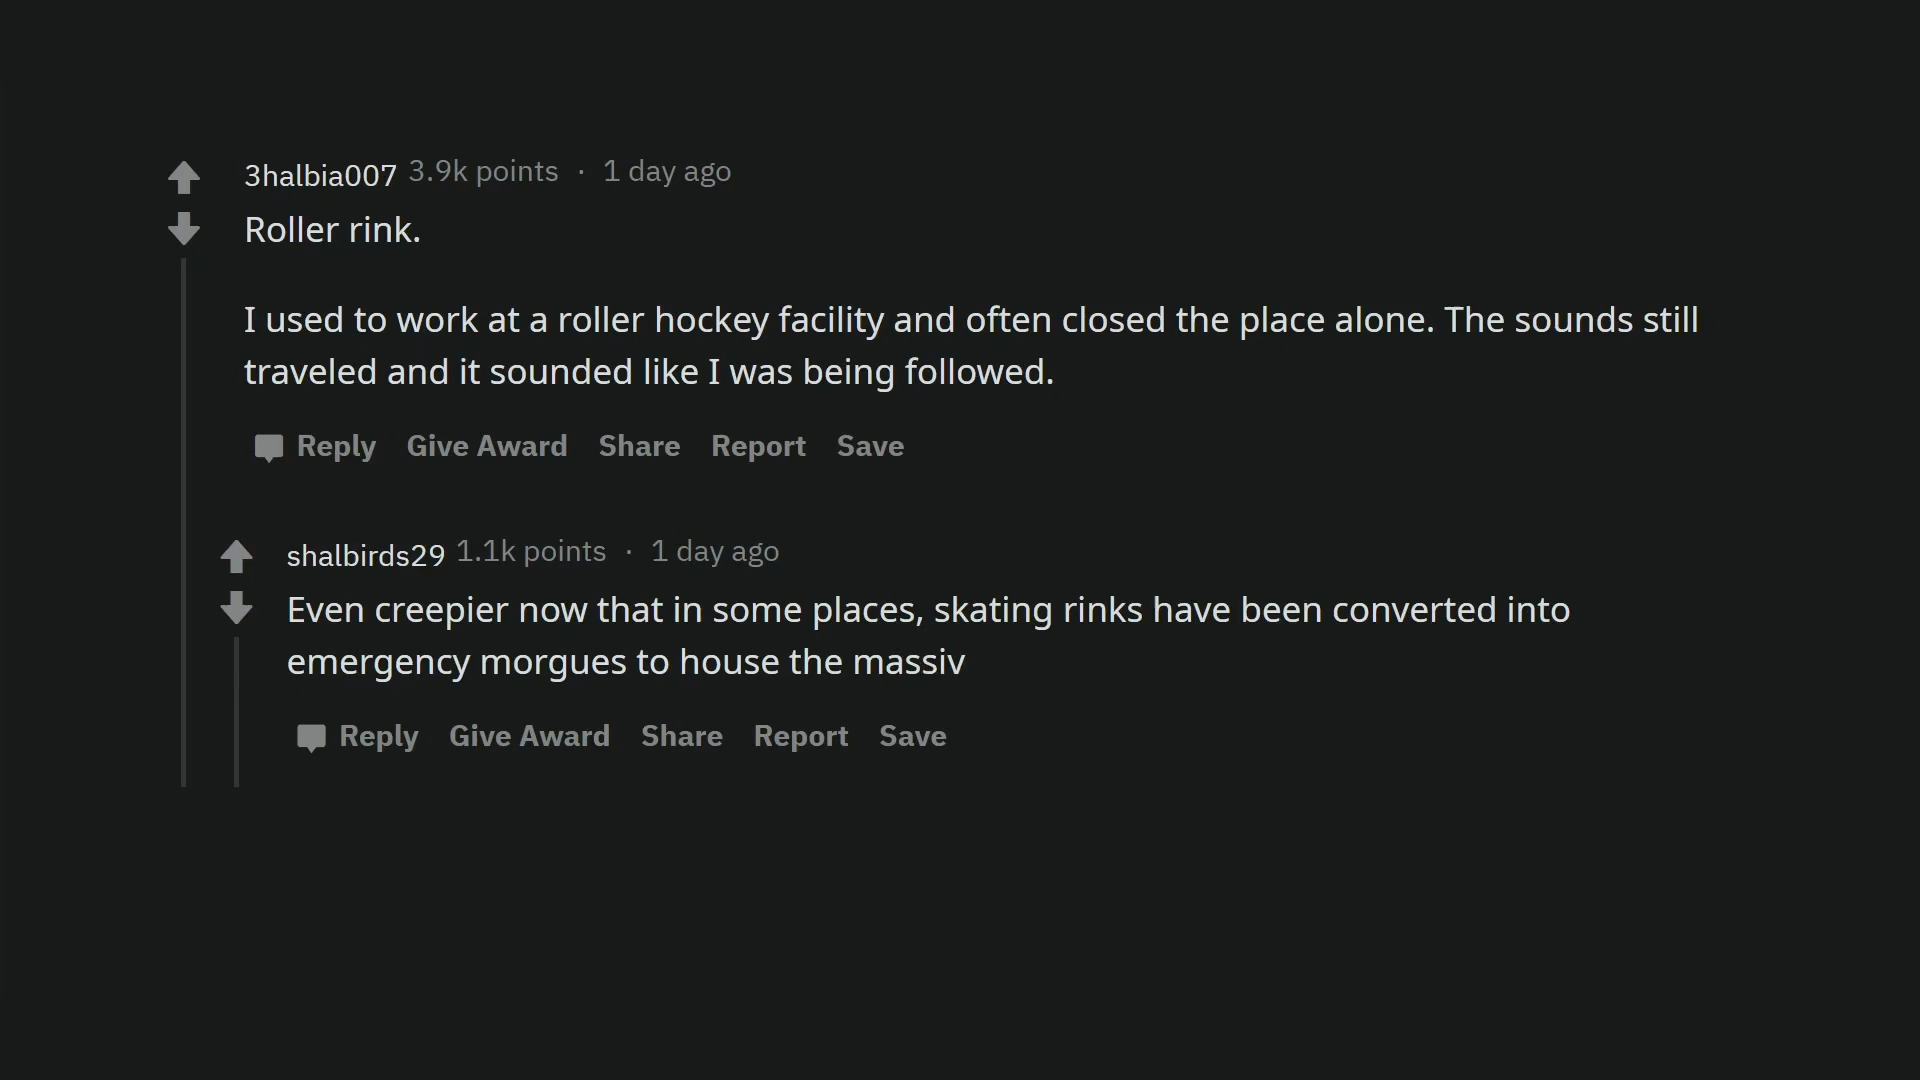 3halbia007 3.9k points · 1 day ago
Roller rink.
I used to work at a roller hockey facility and often closed the place alone. The sounds still
traveled and it sounded like I was being followed.
Reply Give Award Share Report Save
shalbirds29 1.1k points · 1 day ago
Even creepier now that in some places, skating rinks have been converted into
emergency morgues to house the massiv
Reply Give Award Share Report Save